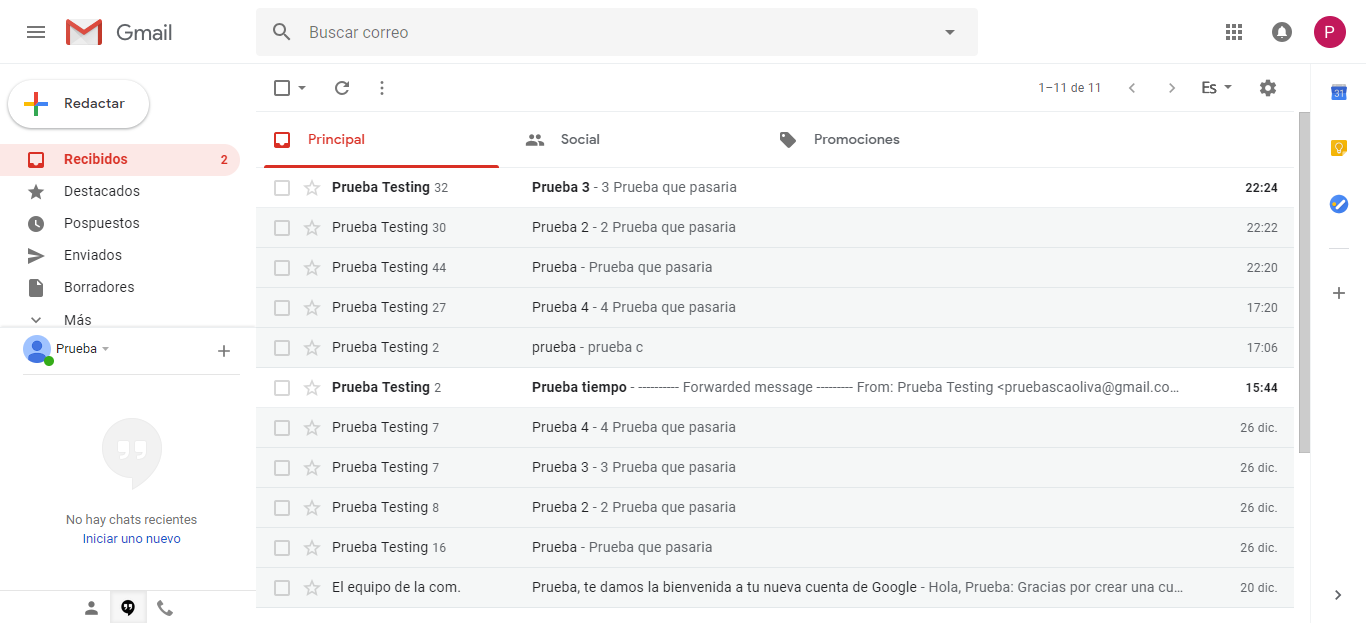 Gmail
Buscar correo
P
Redactar
1–11 de 11
Es
31
Recibidos 2
Destacados
Pospuestos
Enviados
Borradores
Más
Prueba
No hay chats recientes
Iniciar uno nuevo
Principal Social Promociones
Prueba Testing 32 Prueba 3 - 3 Prueba que pasaria 22:24
Prueba Testing 30 Prueba 2 - 2 Prueba que pasaria 22:22
Prueba Testing 44 Prueba - Prueba que pasaria 22:20
Prueba Testing 27 Prueba 4 - 4 Prueba que pasaria 17:20
Prueba Testing 2 prueba - prueba c 17:06
Prueba Testing 2 Prueba tiempo - ---------- Forwarded message --------- From: Prueba Testing <pruebascaoliva@gmail.co… 15:44
Prueba Testing 7 Prueba 4 - 4 Prueba que pasaria 26 dic.
Prueba Testing 7 Prueba 3 - 3 Prueba que pasaria 26 dic.
Prueba Testing 8 Prueba 2 - 2 Prueba que pasaria 26 dic.
Prueba Testing 16 Prueba - Prueba que pasaria 26 dic.
El equipo de la com. Prueba, te damos la bienvenida a tu nueva cuenta de Google - Hola, Prueba: Gracias por crear una cu… 20 dic.